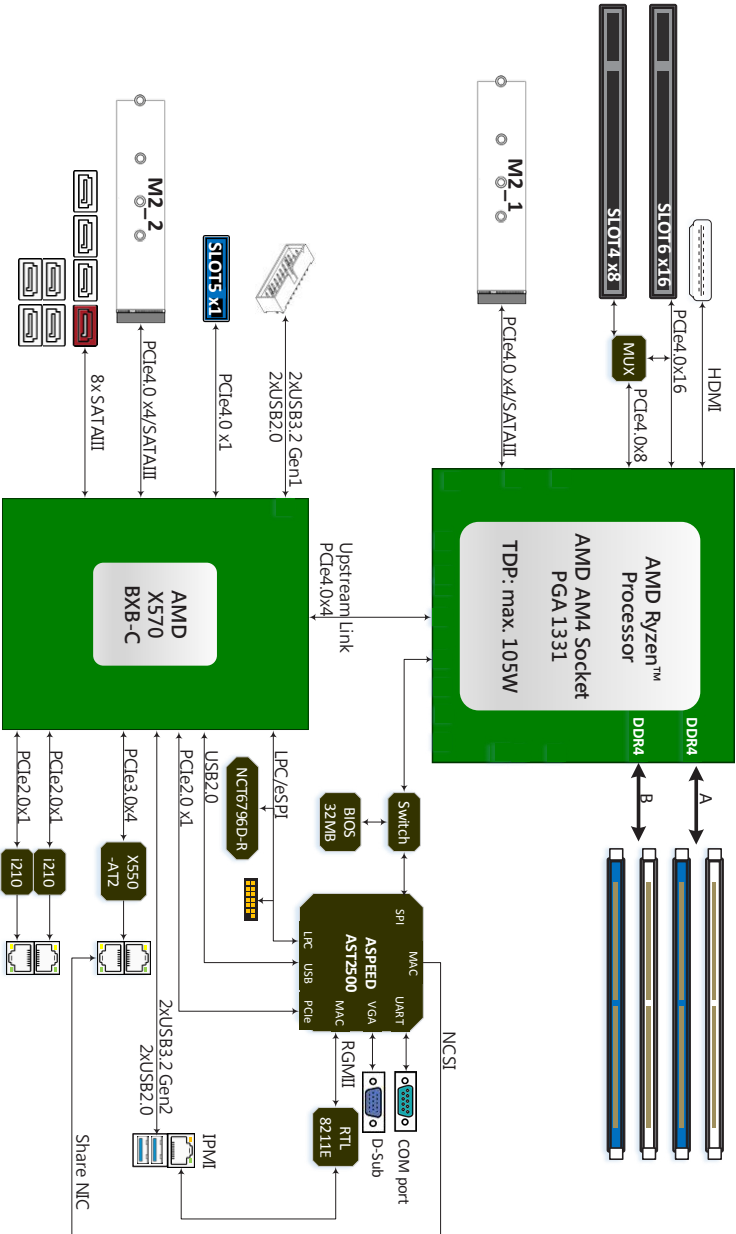 SLOT4 x8
SLOT6 x16
HDMI
PCIe4.0x16
MUX
PCIe4.0x8
M2_1
PCIe4.0 x4/SATAIII
AMD Ryzen™
Processor
AMD AM4 Socket
PGA 1331
TDP: max. 105W
DDR4
DDR4
A
B
Upstream Link
PCIe4.0x4
2xUSB3.2 Gen1
2xUSB2.0
SLOT5 x1
PCIe4.0 x1
M2_2
PCIe4.0 x4/SATAIII
8x SATAIII
AMD
X570
BXB-C
Switch
BIOS
32MB
LPC/eSPI
NCT6796D-R
USB2.0
PCIe2.0 x1
2xUSB3.2 Gen2
2xUSB2.0
PCIe3.0x4
X550
-AT2
PCIe2.0x1
i210
PCIe2.0x1
i210
ASPEED
AST2500
SPI
MAC
UART
VGA
MAC
LPC
USB
PCIe
NCSI
RGMII
COM port
D-Sub
RTL
8211E
IPMI
Share NIC